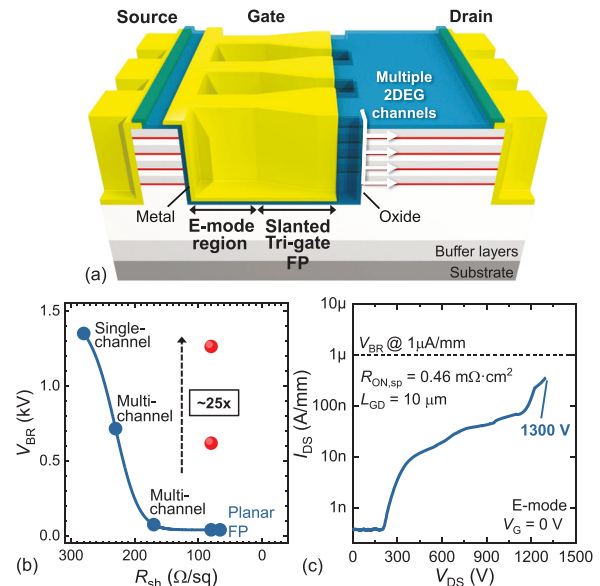 Source Gate Drain
Multiple
2DEG
channels
Metal
Oxide
E-mode
region
Slanted
Tri-gate
FP
Buffer layers
Substrate
(a)
V_BR (kV)
1.5
1.0
0.5
0.0
300 200 100 0
R_sh (Ω/sq)
Single-
channel
Multi-
channel
Multi-
channel
~25x
Planar
FP
(b)
I_DS (A/mm)
10μ
1μ
100n
10n
1n
0 300 600 900 1200 1500
V_DS (V)
V_BR @ 1μA/mm
R_ON,sp = 0.46 mΩ·cm²
L_GD = 10 μm
1300 V
E-mode
V_G = 0 V
(c)